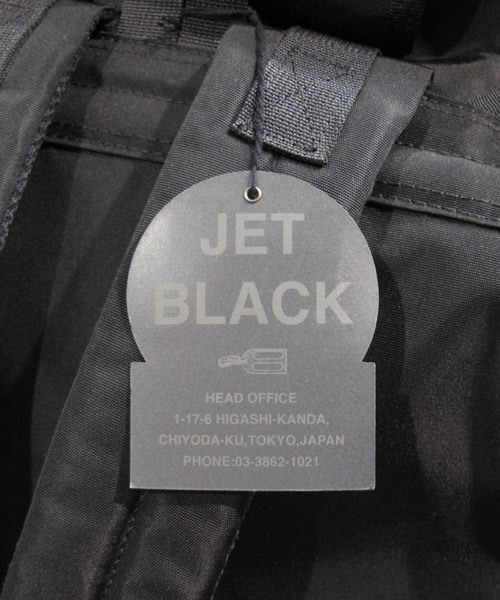 JET
BLACK
HEAD OFFICE
1-17-6 HIGASHI-KANDA,
CHIYODA-KU,TOKYO,JAPAN
PHONE:03-3862-1021